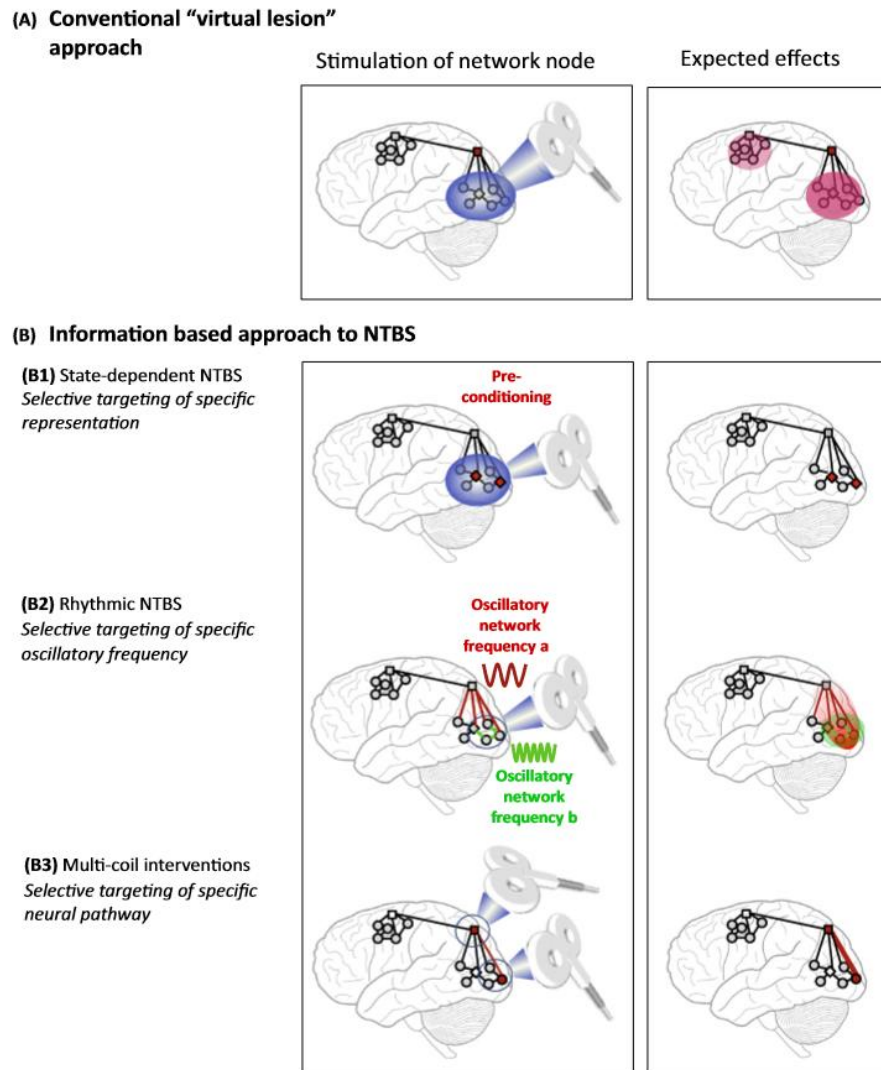 (A) Conventional “virtual lesion”
approach
Stimulation of network node
Expected effects
(B) Information based approach to NTBS
(B1) State-dependent NTBS
Selective targeting of specific
representation
Pre-
conditioning
(B2) Rhythmic NTBS
Selective targeting of specific
oscillatory frequency
Oscillatory
network
frequency a
Oscillatory
network
frequency b
(B3) Multi-coil interventions
Selective targeting of specific
neural pathway